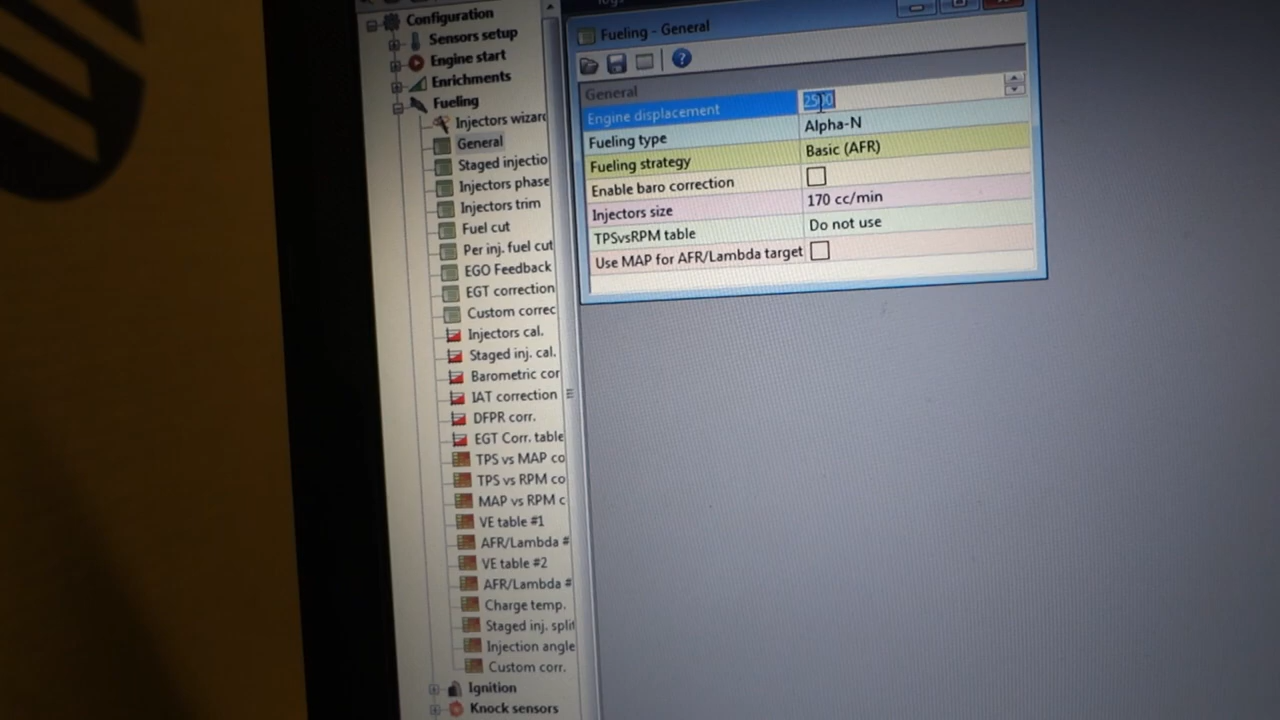 Configuration
Sensors setup
Engine start
Enrichments
Fueling
Injectors wizard
General
Staged injectio
Injectors phase
Injectors trim
Fuel cut
Per inj. fuel cut
EGO Feedback
EGT correction
Custom correc
Injectors cal.
Staged inj. cal.
Barometric cor
IAT correction
DFPR corr.
EGT Corr. table
TPS vs MAP co
TPS vs RPM co
MAP vs RPM c
VE table #1
AFR/Lambda #
VE table #2
AFR/Lambda #
Charge temp.
Staged inj. split
Injection angle
Custom corr.
Ignition
Knock sensors
logs
Fueling - General
General
Engine displacement 2500
Fueling type Alpha-N
Fueling strategy Basic (AFR)
Enable baro correction
Injectors size 170 cc/min
TPSvsRPM table Do not use
Use MAP for AFR/Lambda target